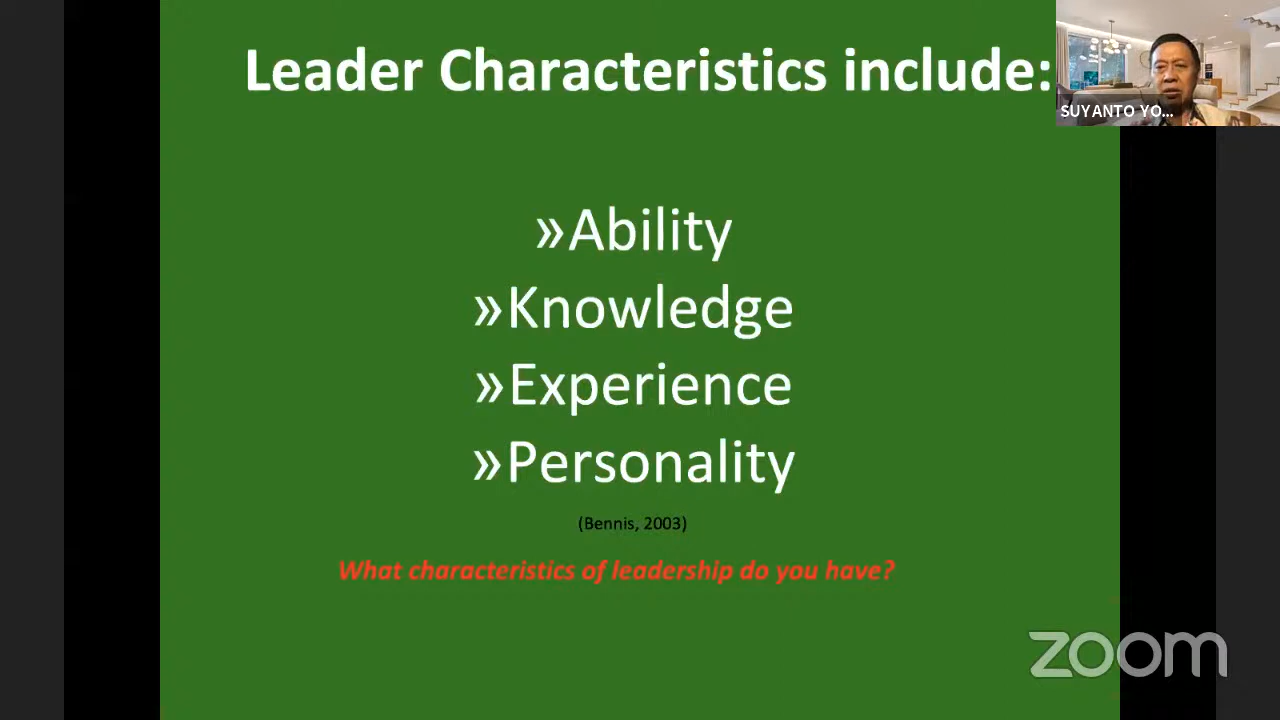 Leader Characteristics include:
SUYANTO YO...
»Ability
»Knowledge
»Experience
»Personality
(Bennis, 2003)
What characteristics of leadership do you have?
zoom